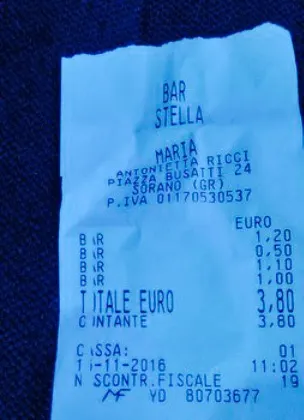 BAR
STELLA
MARIA
ANTONIETTA RICCI
PIAZZA BUSATTI 24
SORANO (GR)
P.IVA 01170530537
EURO
BAR 1,20
BAR 0,50
BAR 1,10
BAR 1,00
TOTALE EURO 3,80
CONTANTE 3,80
CASSA: 01
-11-2016 11:02
N SCONTR.FISCALE 19
MF YD 80703677